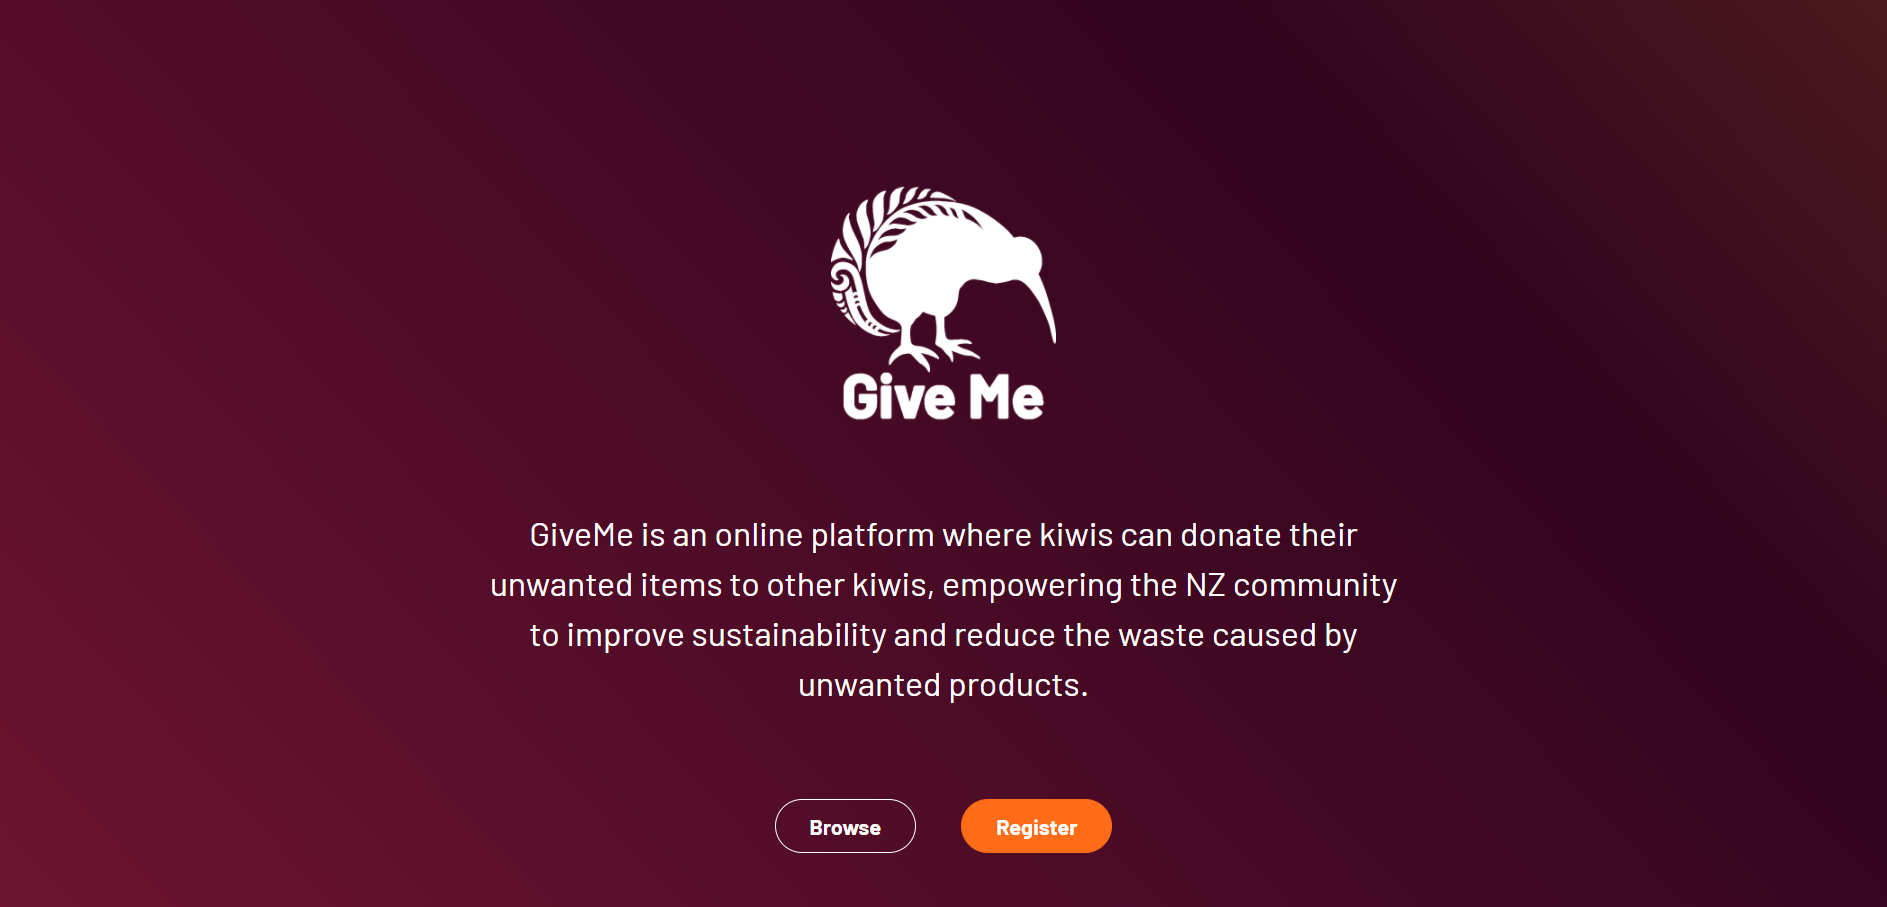 Give Me
GiveMe is an online platform where kiwis can donate their
unwanted items to other kiwis, empowering the NZ community
to improve sustainability and reduce the waste caused by
unwanted products.
Browse
Register